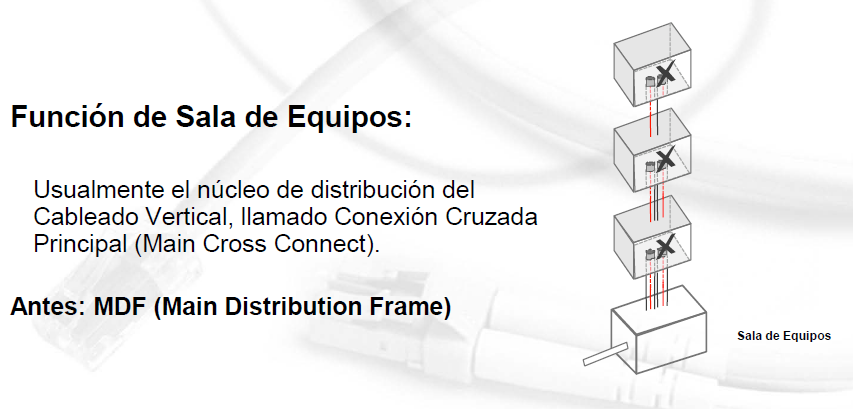 Función de Sala de Equipos:
Usualmente el núcleo de distribución del
Cableado Vertical, llamado Conexión Cruzada
Principal (Main Cross Connect).
Antes: MDF (Main Distribution Frame)
X
X
X
Sala de Equipos